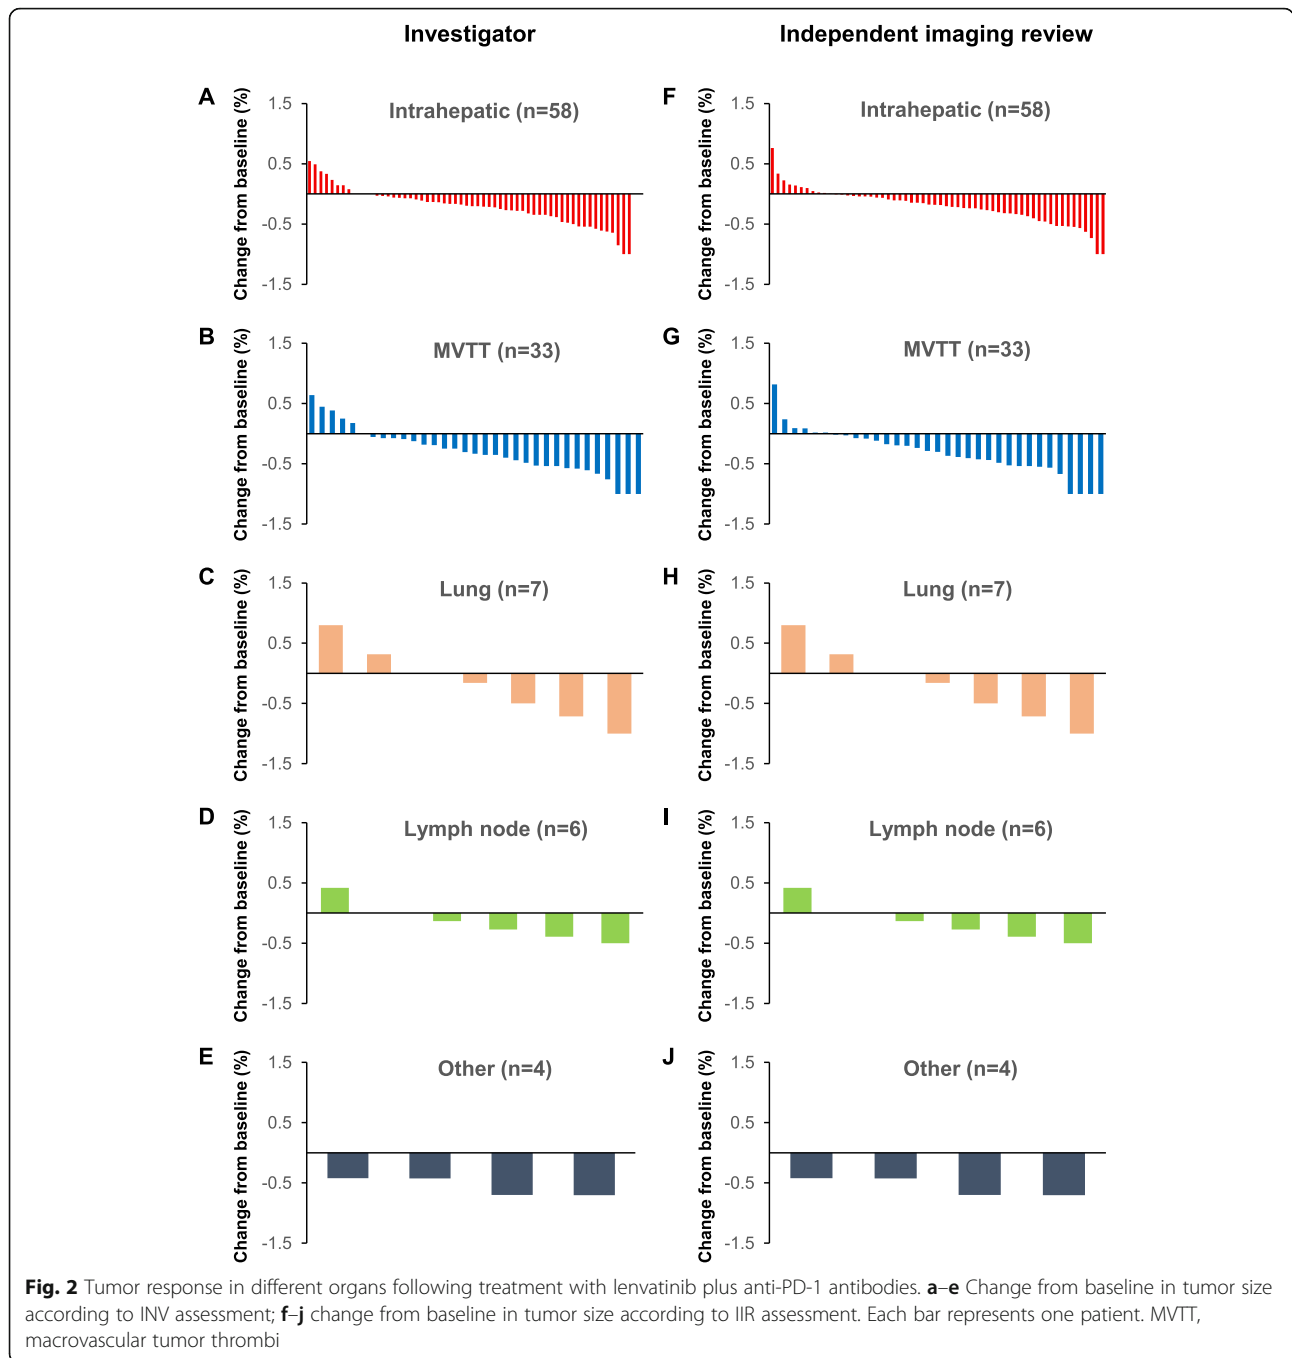 Investigator
Independent imaging review
A
Change from baseline (%)
1.5
0.5
-0.5
-1.5
Intrahepatic (n=58)
F
Change from baseline (%)
1.5
0.5
-0.5
-1.5
Intrahepatic (n=58)
B
Change from baseline (%)
1.5
0.5
-0.5
-1.5
MVTT (n=33)
G
Change from baseline (%)
1.5
0.5
-0.5
-1.5
MVTT (n=33)
C
Change from baseline (%)
1.5
0.5
-0.5
-1.5
Lung (n=7)
H
Change from baseline (%)
1.5
0.5
-0.5
-1.5
Lung (n=7)
D
Change from baseline (%)
1.5
0.5
-0.5
-1.5
Lymph node (n=6)
I
Change from baseline (%)
1.5
0.5
-0.5
-1.5
Lymph node (n=6)
E
Change from baseline (%)
1.5
0.5
-0.5
-1.5
Other (n=4)
J
Change from baseline (%)
1.5
0.5
-0.5
-1.5
Other (n=4)
Fig. 2 Tumor response in different organs following treatment with lenvatinib plus anti-PD-1 antibodies. a–e Change from baseline in tumor size
according to INV assessment; f–j change from baseline in tumor size according to IIR assessment. Each bar represents one patient. MVTT,
macrovascular tumor thrombi